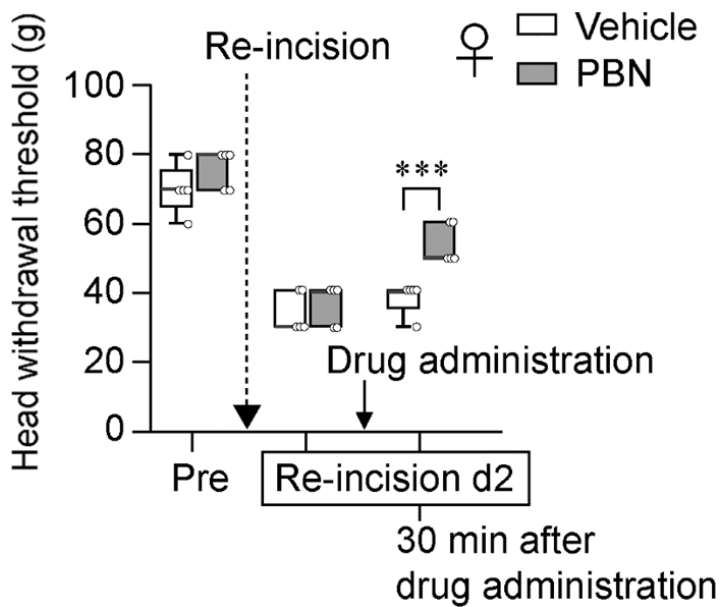 ♀
Vehicle
PBN
Re-incision
Head withdrawal threshold (g)
100
80
60
40
20
0
***
Drug administration
Pre
Re-incision d2
30 min after
drug administration